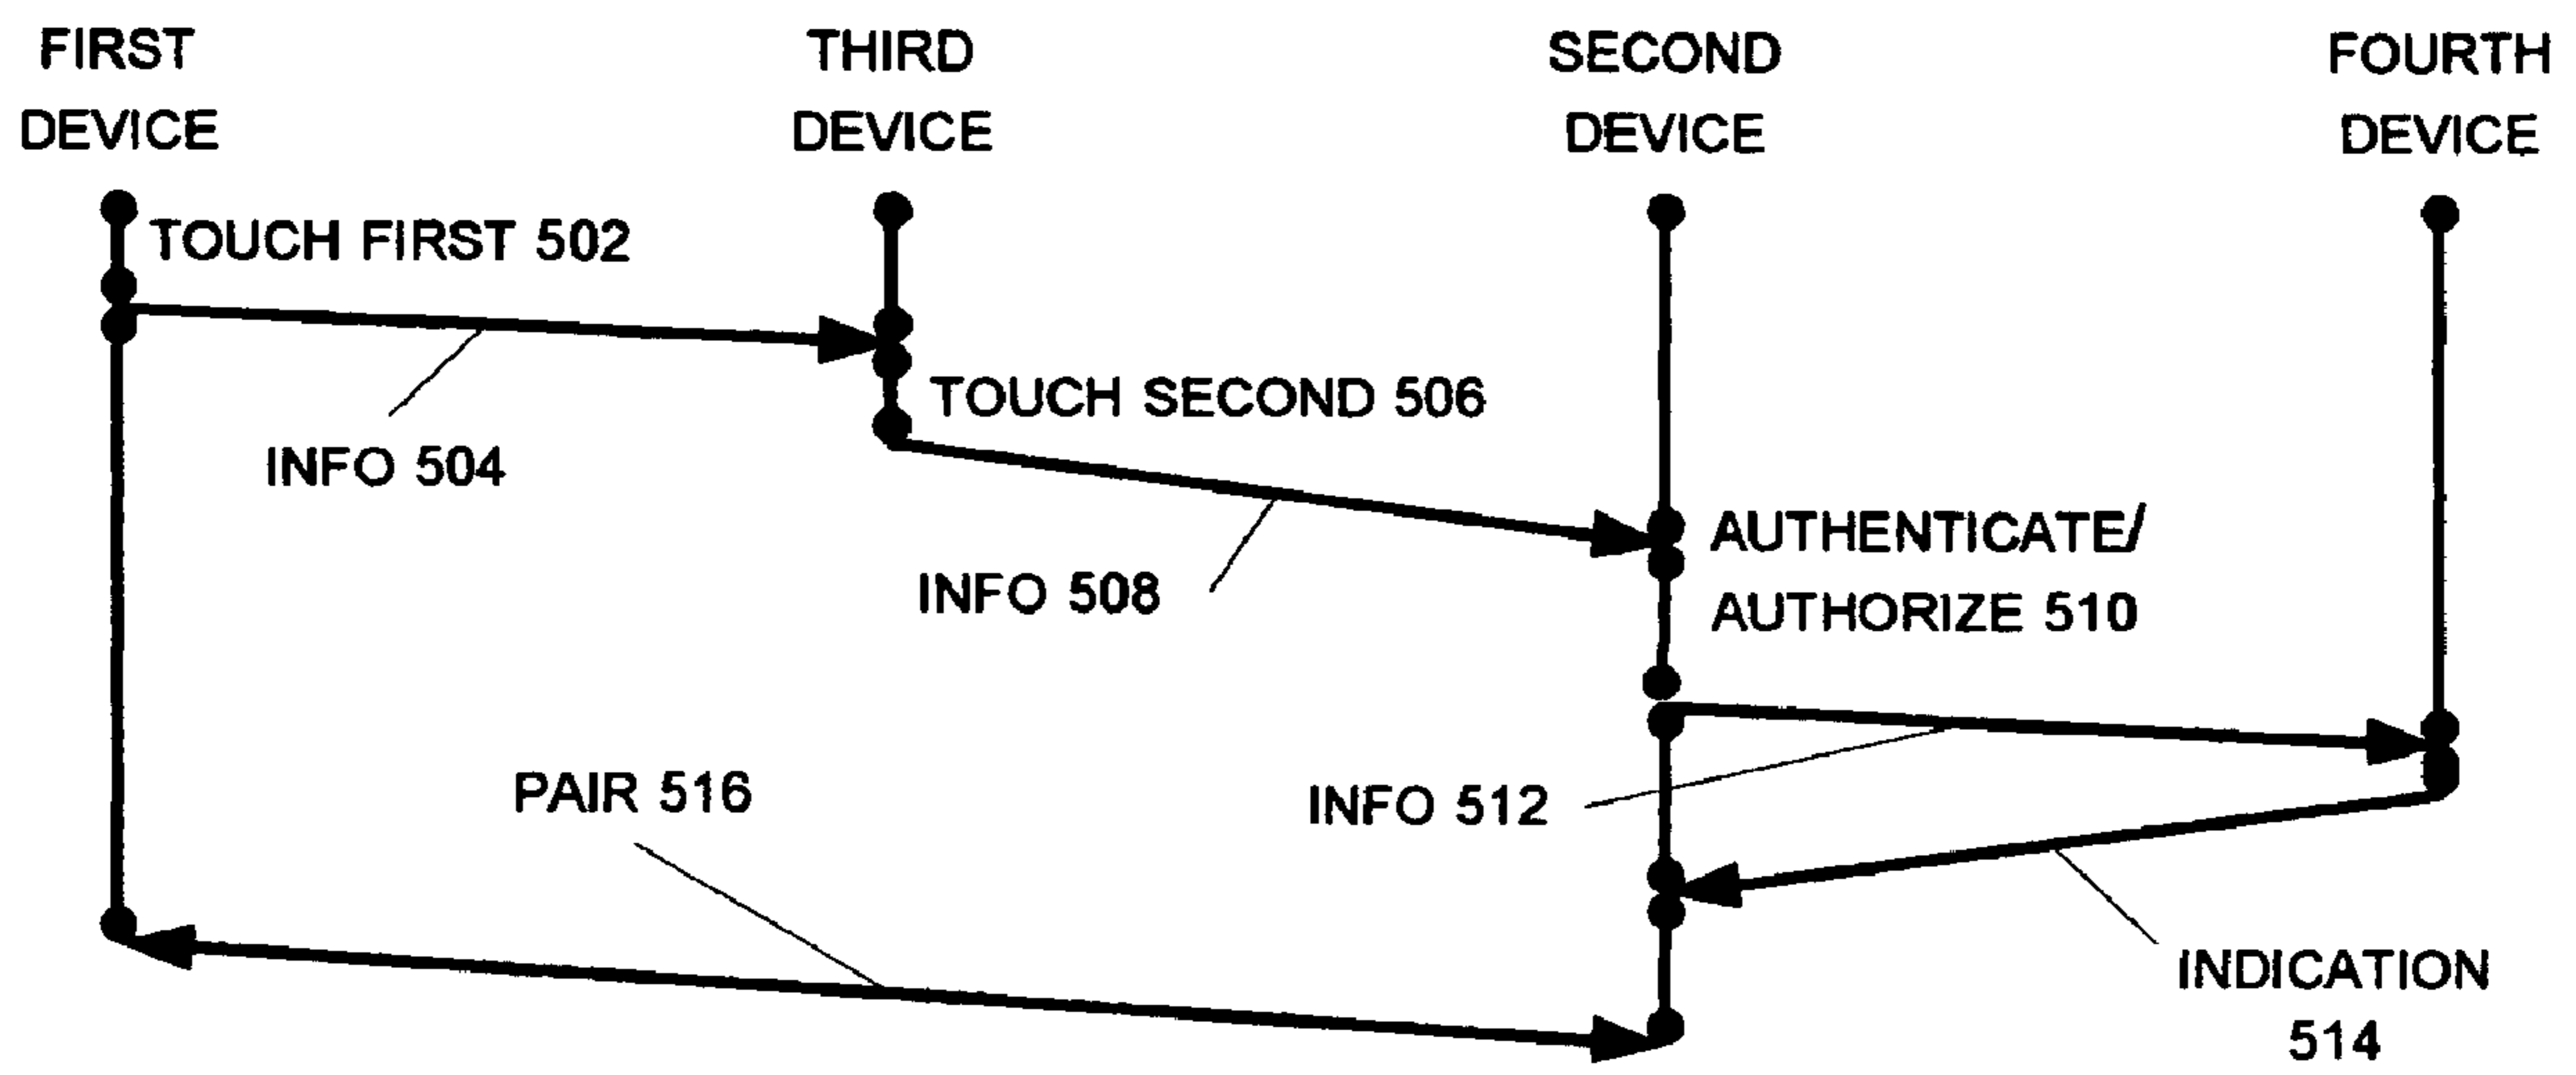 FIRST
DEVICE
THIRD
DEVICE
SECOND
DEVICE
FOURTH
DEVICE
TOUCH FIRST 502
INFO 504
TOUCH SECOND 506
INFO 508
AUTHENTICATE/
AUTHORIZE 510
INFO 512
PAIR 516
INDICATION
514